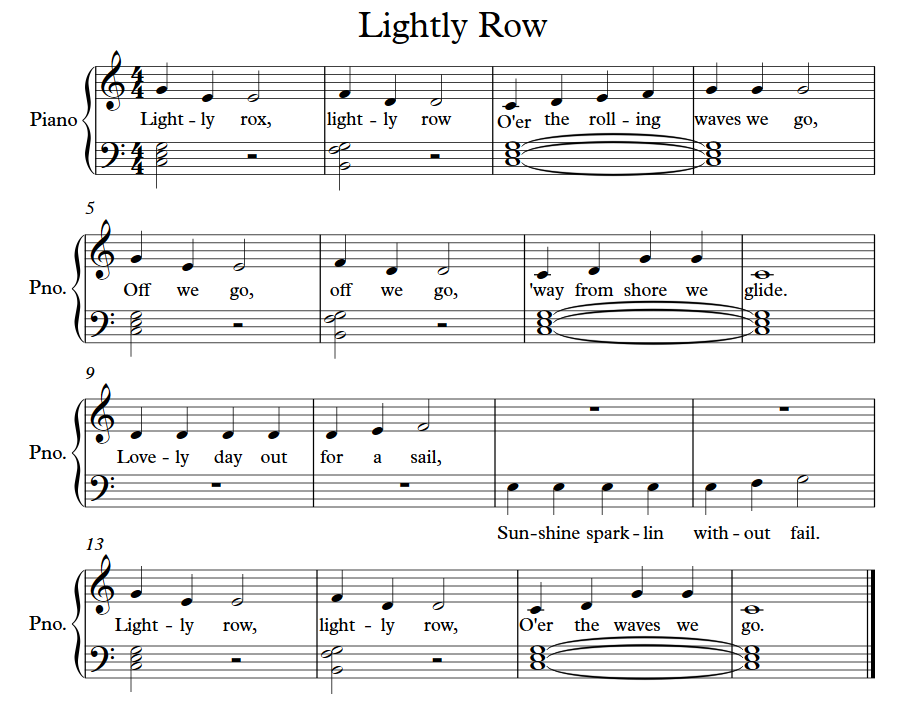 Lightly Row
Piano
Light - ly rox, light - ly row O'er the roll - ing waves we go,
5
Pno.
Off we go, off we go, 'way from shore we glide.
9
Pno.
Love - ly day out for a sail,
Sun-shine spark-lin with-out fail.
13
Pno.
Light - ly row, light - ly row, O'er the waves we go.